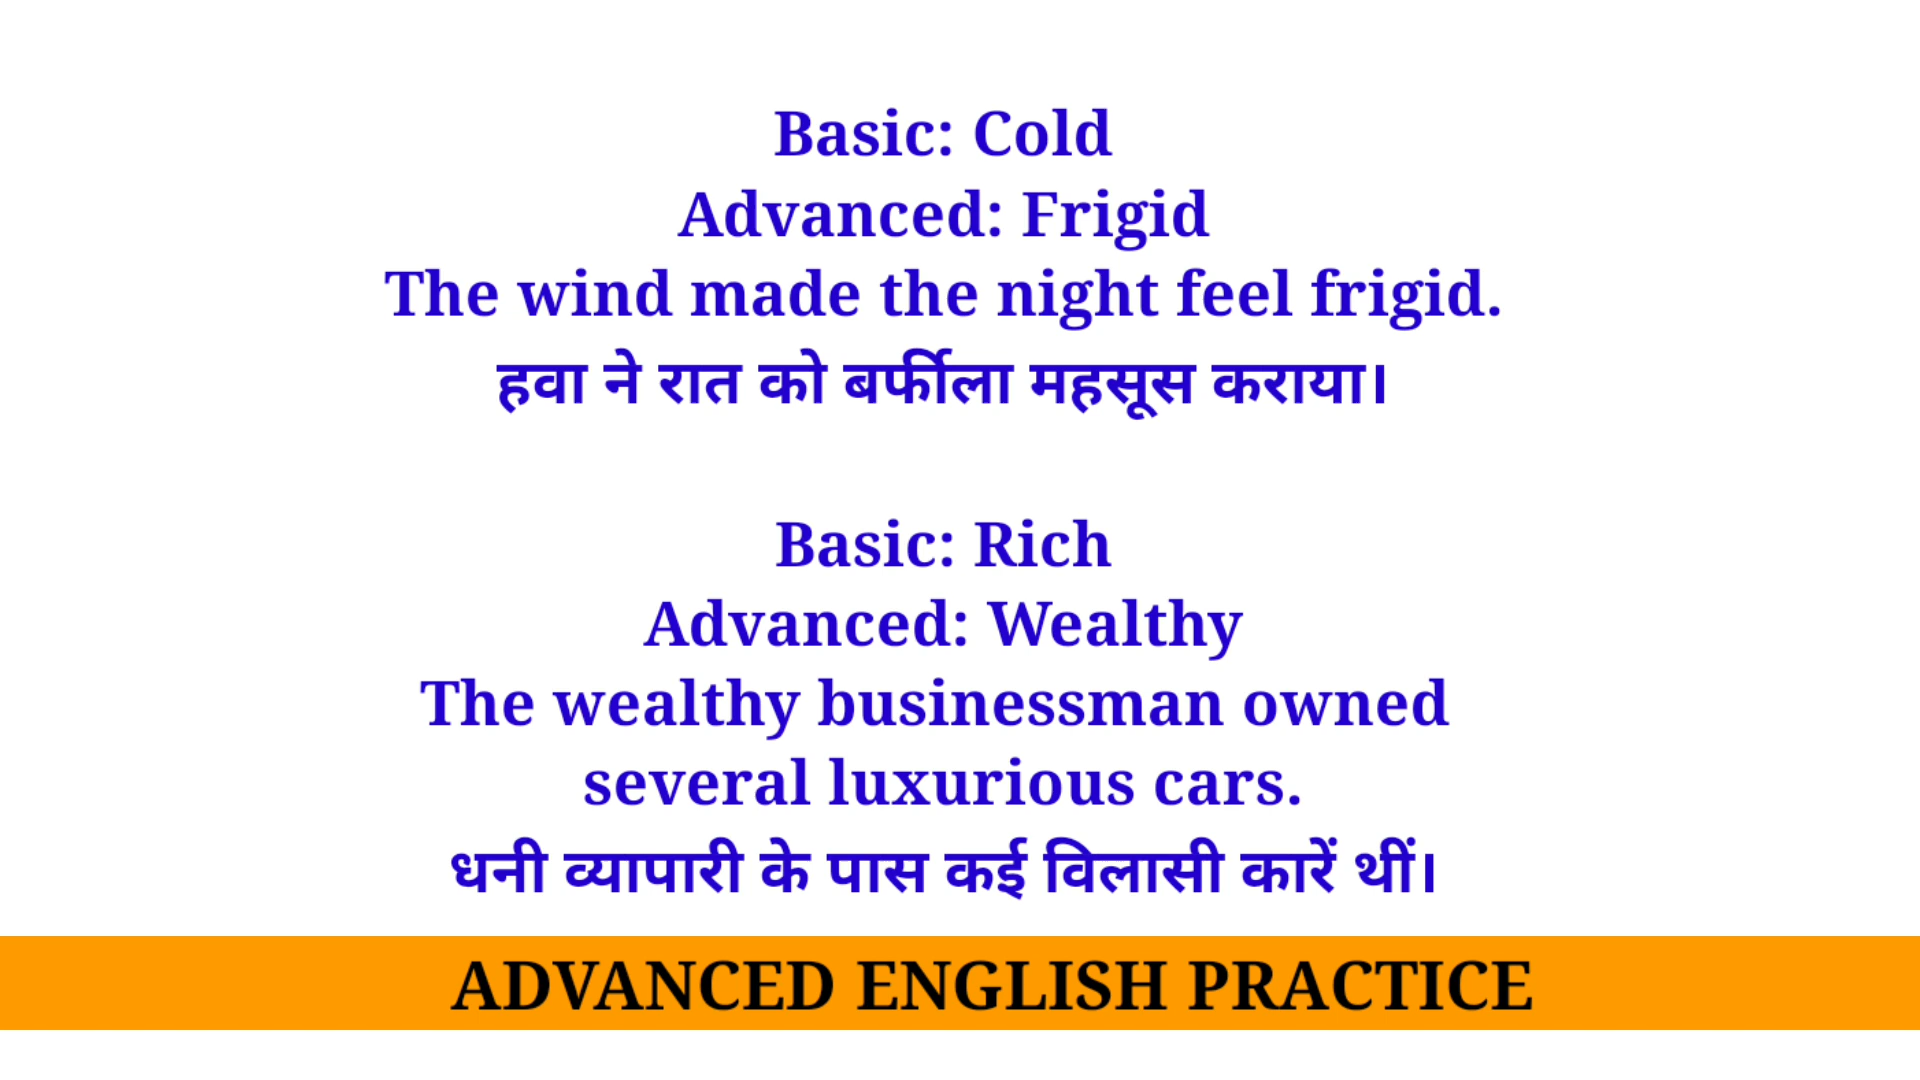 Basic: Cold
Advanced: Frigid
The wind made the night feel frigid.
हवा ने रात को बर्फीला महसूस कराया।
Basic: Rich
Advanced: Wealthy
The wealthy businessman owned
several luxurious cars.
धनी व्यापारी के पास कई विलासी कारें थीं।
ADVANCED ENGLISH PRACTICE